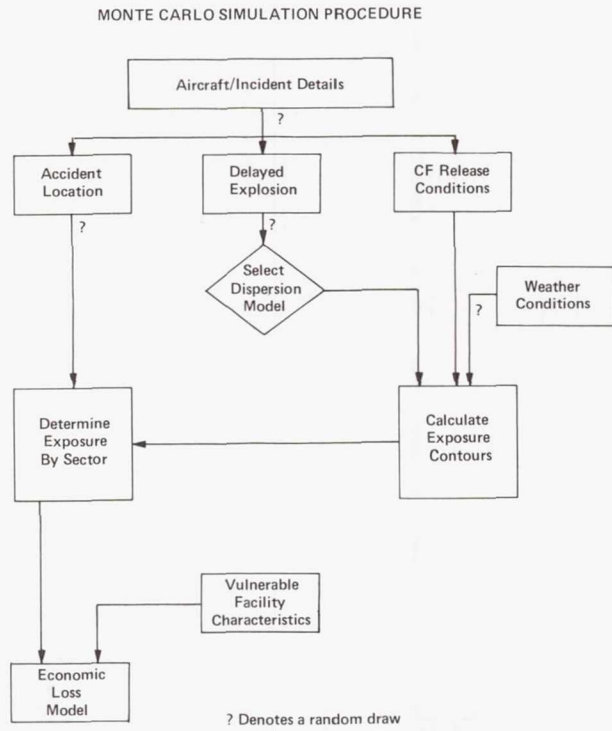 MONTE CARLO SIMULATION PROCEDURE
Aircraft/Incident Details
?
Accident
Location
Delayed
Explosion
CF Release
Conditions
?
?
Select
Dispersion
Model
Weather
Conditions
?
Determine
Exposure
By Sector
Calculate
Exposure
Contours
Vulnerable
Facility
Characteristics
Economic
Loss
Model
? Denotes a random draw